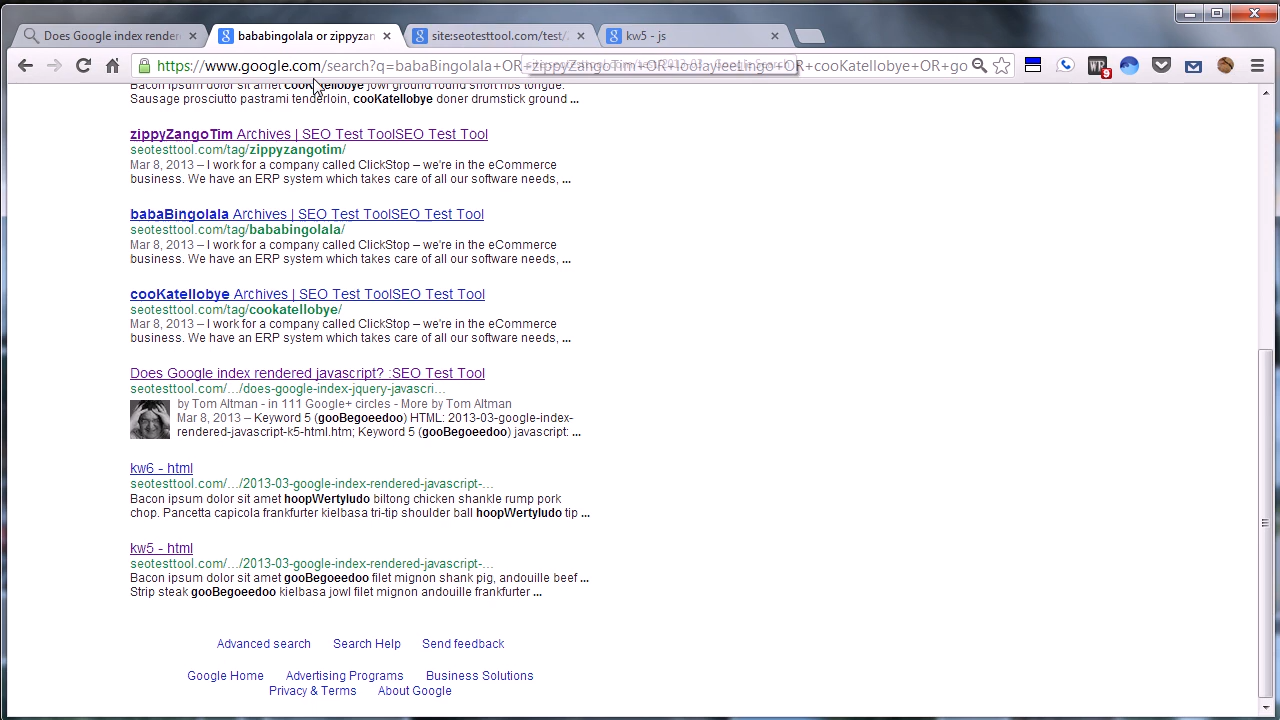 Does Google index render
bababingolala or zippyzan
site:seotesttool.com/test/
kw5 - js
https://www.google.com/search?q=babaBingolala+OR+zippyZangoTim+OR+lolayeeLengo+OR+cooKatellobye+OR+go
9
Bacon ipsum dolor sit amet cooKatellobye jowl ground round short ribs tongue.
Sausage prosciutto pastrami tenderloin, cooKatellobye doner drumstick ground ...
zippyZangoTim Archives | SEO Test ToolSEO Test Tool
seotesttool.com/tag/zippyzangotim/
Mar 8, 2013 – I work for a company called ClickStop – we're in the eCommerce
business. We have an ERP system which takes care of all our software needs, ...
babaBingolala Archives | SEO Test ToolSEO Test Tool
seotesttool.com/tag/bababingolala/
Mar 8, 2013 – I work for a company called ClickStop – we're in the eCommerce
business. We have an ERP system which takes care of all our software needs, ...
cooKatellobye Archives | SEO Test ToolSEO Test Tool
seotesttool.com/tag/cookatellobye/
Mar 8, 2013 – I work for a company called ClickStop – we're in the eCommerce
business. We have an ERP system which takes care of all our software needs, ...
Does Google index rendered javascript? :SEO Test Tool
seotesttool.com/.../does-google-index-jquery-javascri...
by Tom Altman - in 111 Google+ circles - More by Tom Altman
Mar 8, 2013 – Keyword 5 (gooBegoeedoo) HTML: 2013-03-google-index-
rendered-javascript-k5-html.htm; Keyword 5 (gooBegoeedoo) javascript: ...
kw6 - html
seotesttool.com/.../2013-03-google-index-rendered-javascript-...
Bacon ipsum dolor sit amet hoopWertyludo biltong chicken shankle rump pork
chop. Pancetta capicola frankfurter kielbasa tri-tip shoulder ball hoopWertyludo tip ...
kw5 - html
seotesttool.com/.../2013-03-google-index-rendered-javascript-...
Bacon ipsum dolor sit amet gooBegoeedoo filet mignon shank pig, andouille beef ...
Strip steak gooBegoeedoo kielbasa jowl filet mignon andouille frankfurter ...
Advanced search Search Help Send feedback
Google Home Advertising Programs Business Solutions
Privacy & Terms About Google